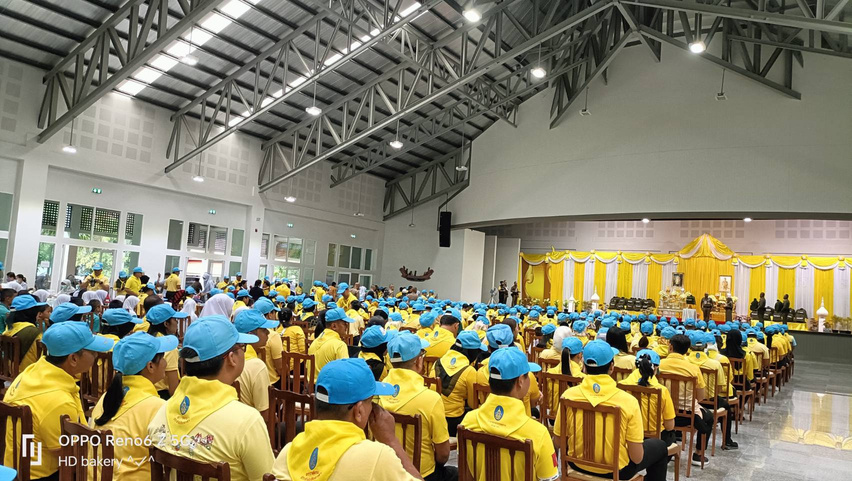 OPPO Reno6 Z 5G
HD bakery ^⁠.⁠^